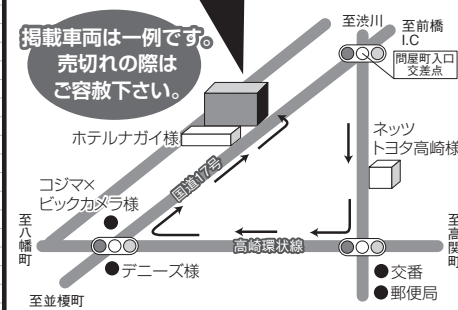 掲載車両は一例です。
売切れの際は
ご容赦下さい。
至渋川
至前橋
I.C
問屋町入口
交差点
ホテルナガイ様
ネッツ
トヨタ高崎様
国道17号
コジマ×
ビックカメラ様
至八幡町
高崎環状線
至高関町
デニーズ様
交番
郵便局
至並榎町